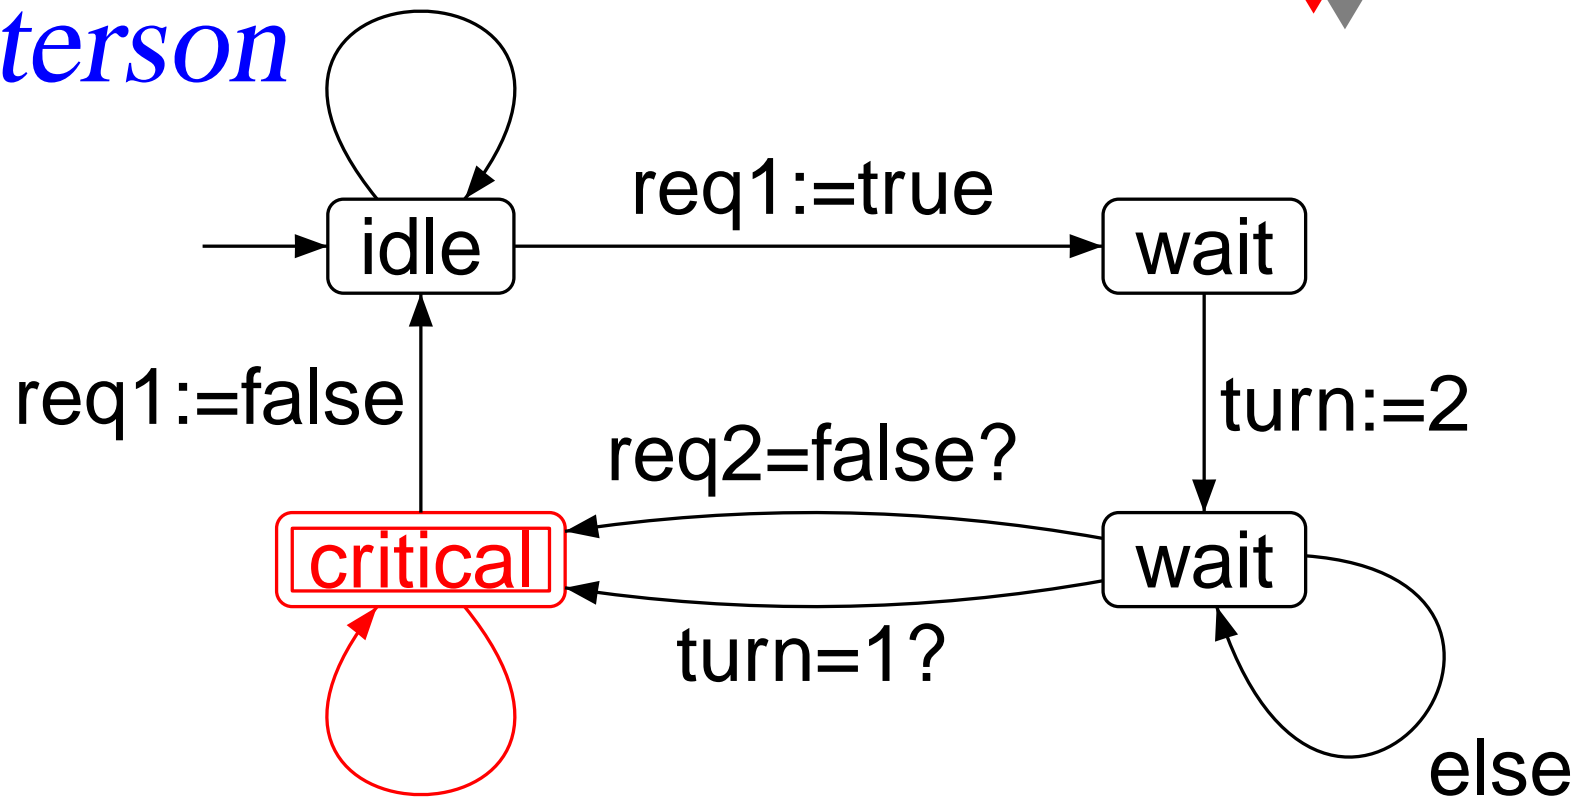 terson
req1:=true
idle
wait
req1:=false
turn:=2
req2=false?
critical
wait
turn=1?
else